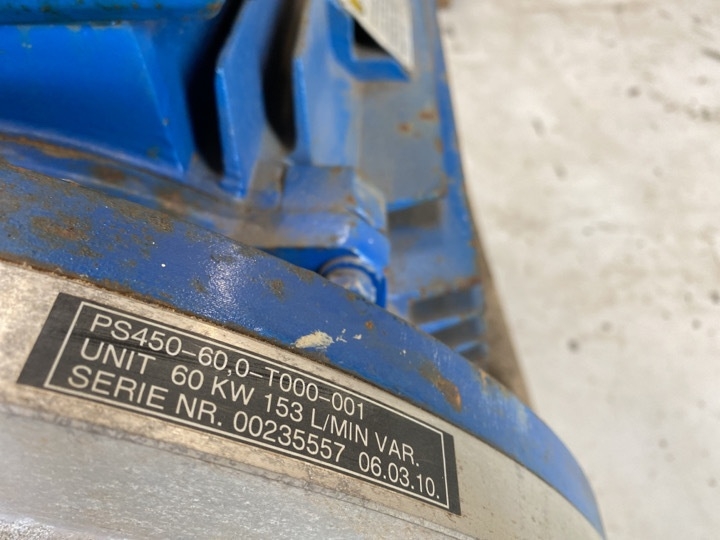 PS450-60,0-T000-001
UNIT 60 KW 153 L/MIN VAR.
SERIE NR. 00235557 06.03.10.